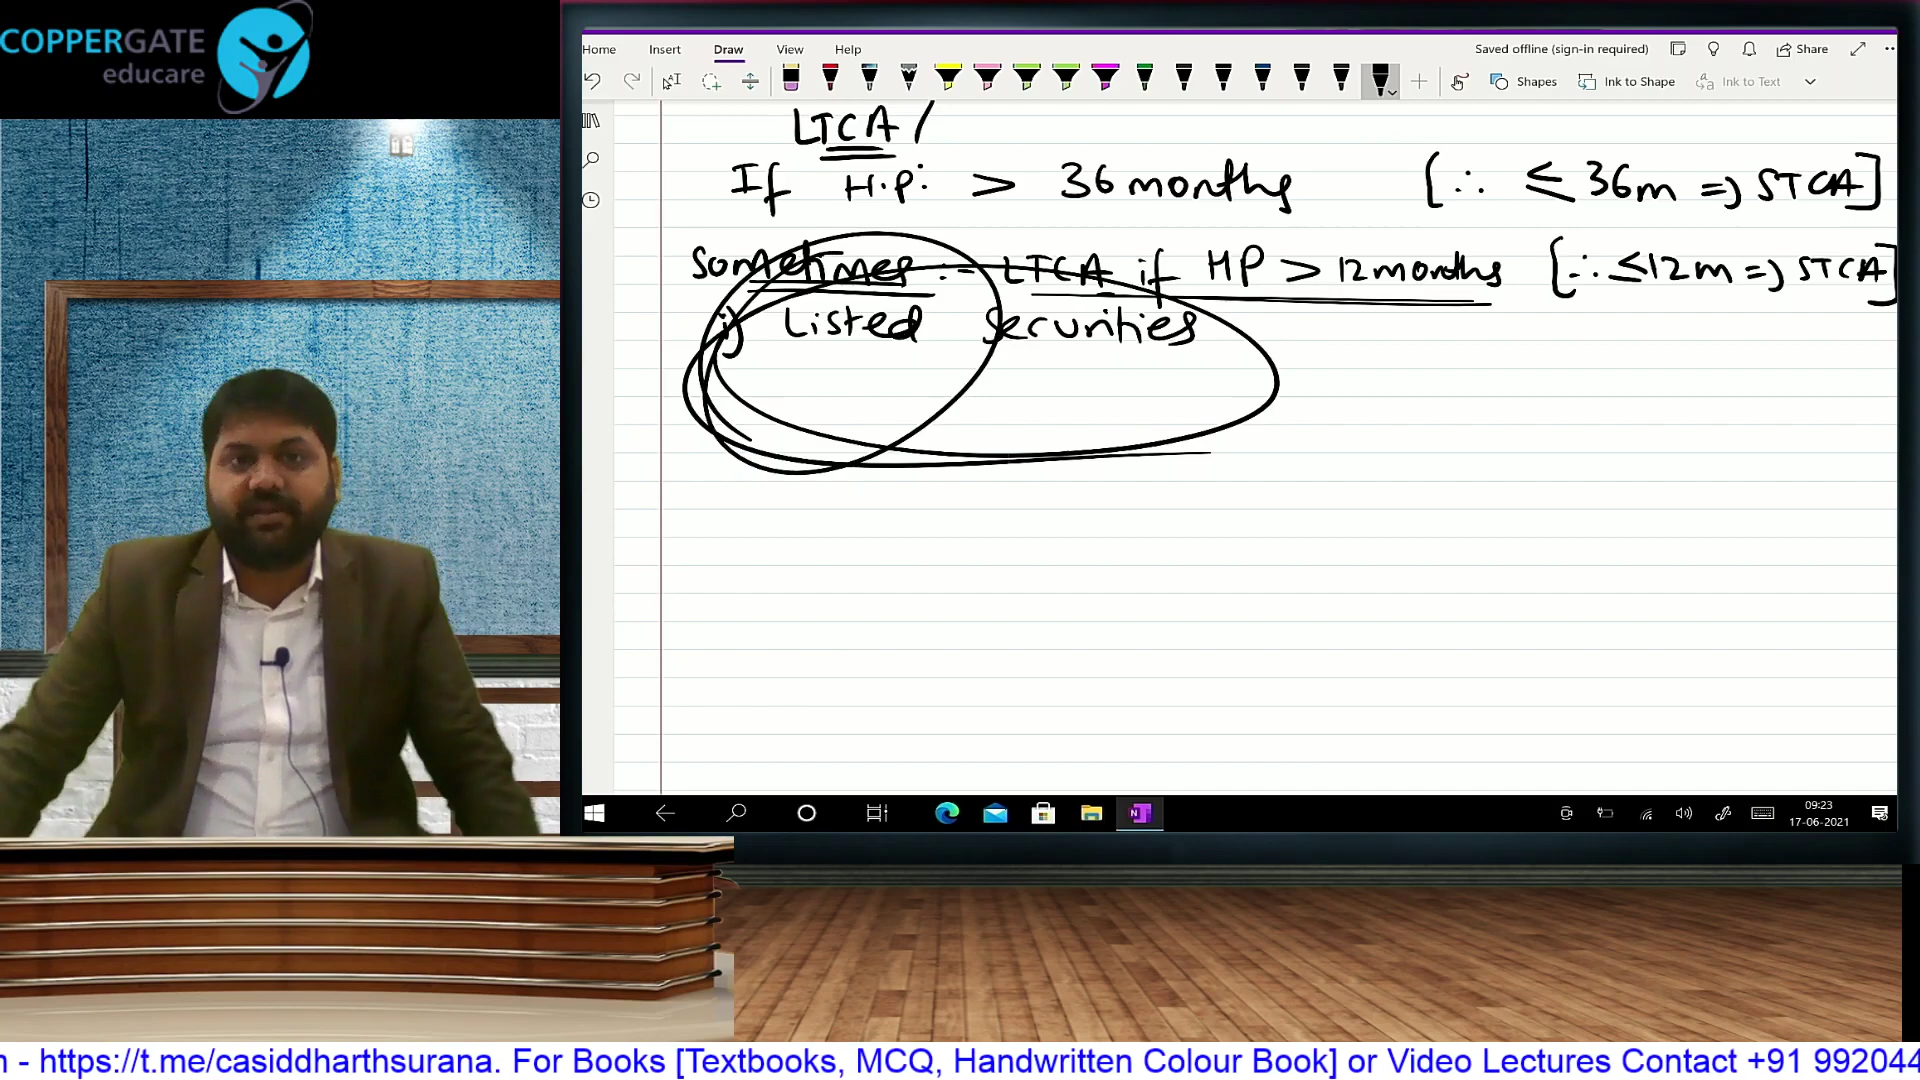 COPPERGATE
educare
Home Insert Draw View Help
Saved offline (sign-in required) Share
Shapes Ink to Shape Ink to Text
LTCA /
If H.P. > 36 months [∴ ≤ 36m => STCA]
Sometimes :- LTCA if HP > 12 months [∴ ≤12m => STCA]
i) Listed Securities
09:23
17-06-2021
- https://t.me/casiddharthsurana. For Books [Textbooks, MCQ, Handwritten Colour Book] or Video Lectures Contact +91 992044